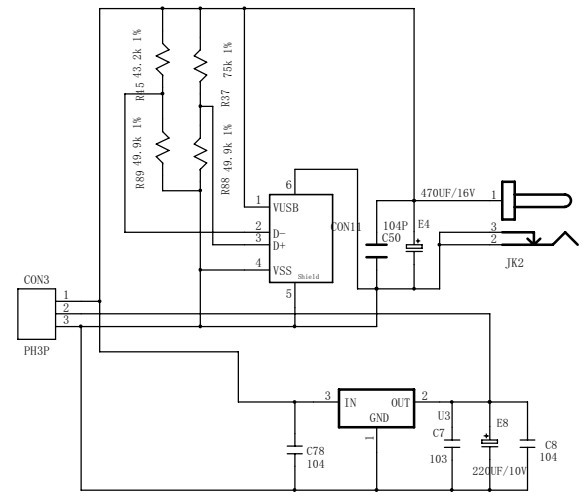 R45 43.2k 1%
R37 75k 1%
R89 49.9k 1%
R88 49.9k 1%
6
470UF/16V
1
1
VUSB
CON11
104P
E4
C50
+
3
2
2
D-
3
D+
JK2
4
VSS
Shield
CON3
5
1
2
3
PH3P
3
IN
OUT
2
GND
U3
E8
1
C7
+
C8
C78
104
103
104
220UF/10V